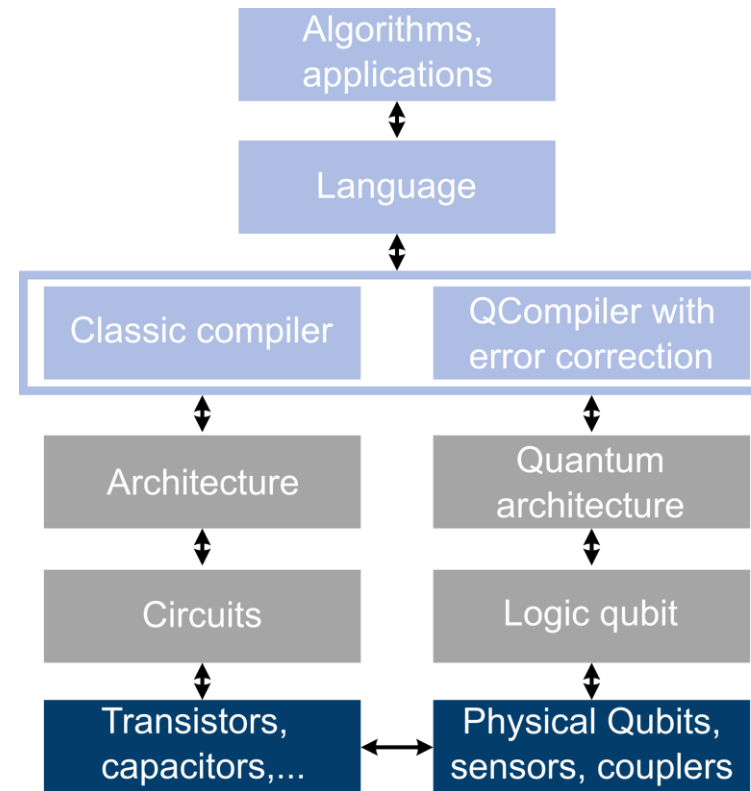 Algorithms,
applications
Language
Classic compiler
QCompiler with
error correction
Architecture
Quantum
architecture
Circuits
Logic qubit
Transistors,
capacitors,...
Physical Qubits,
sensors, couplers